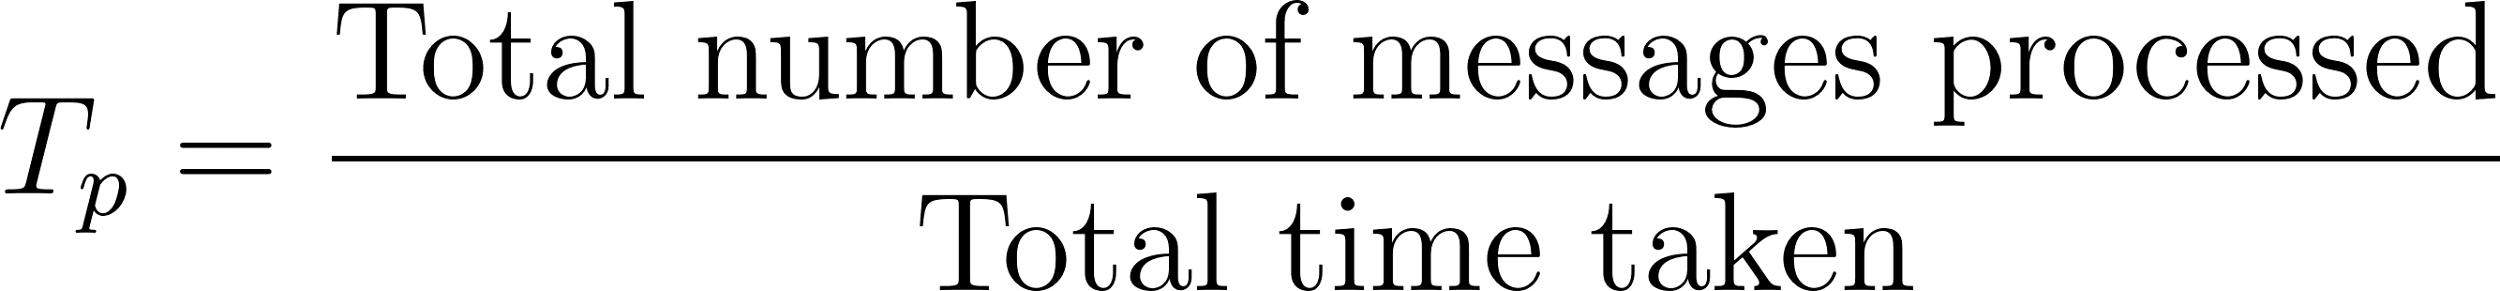 Total number of messages processed
T_p =
Total time taken